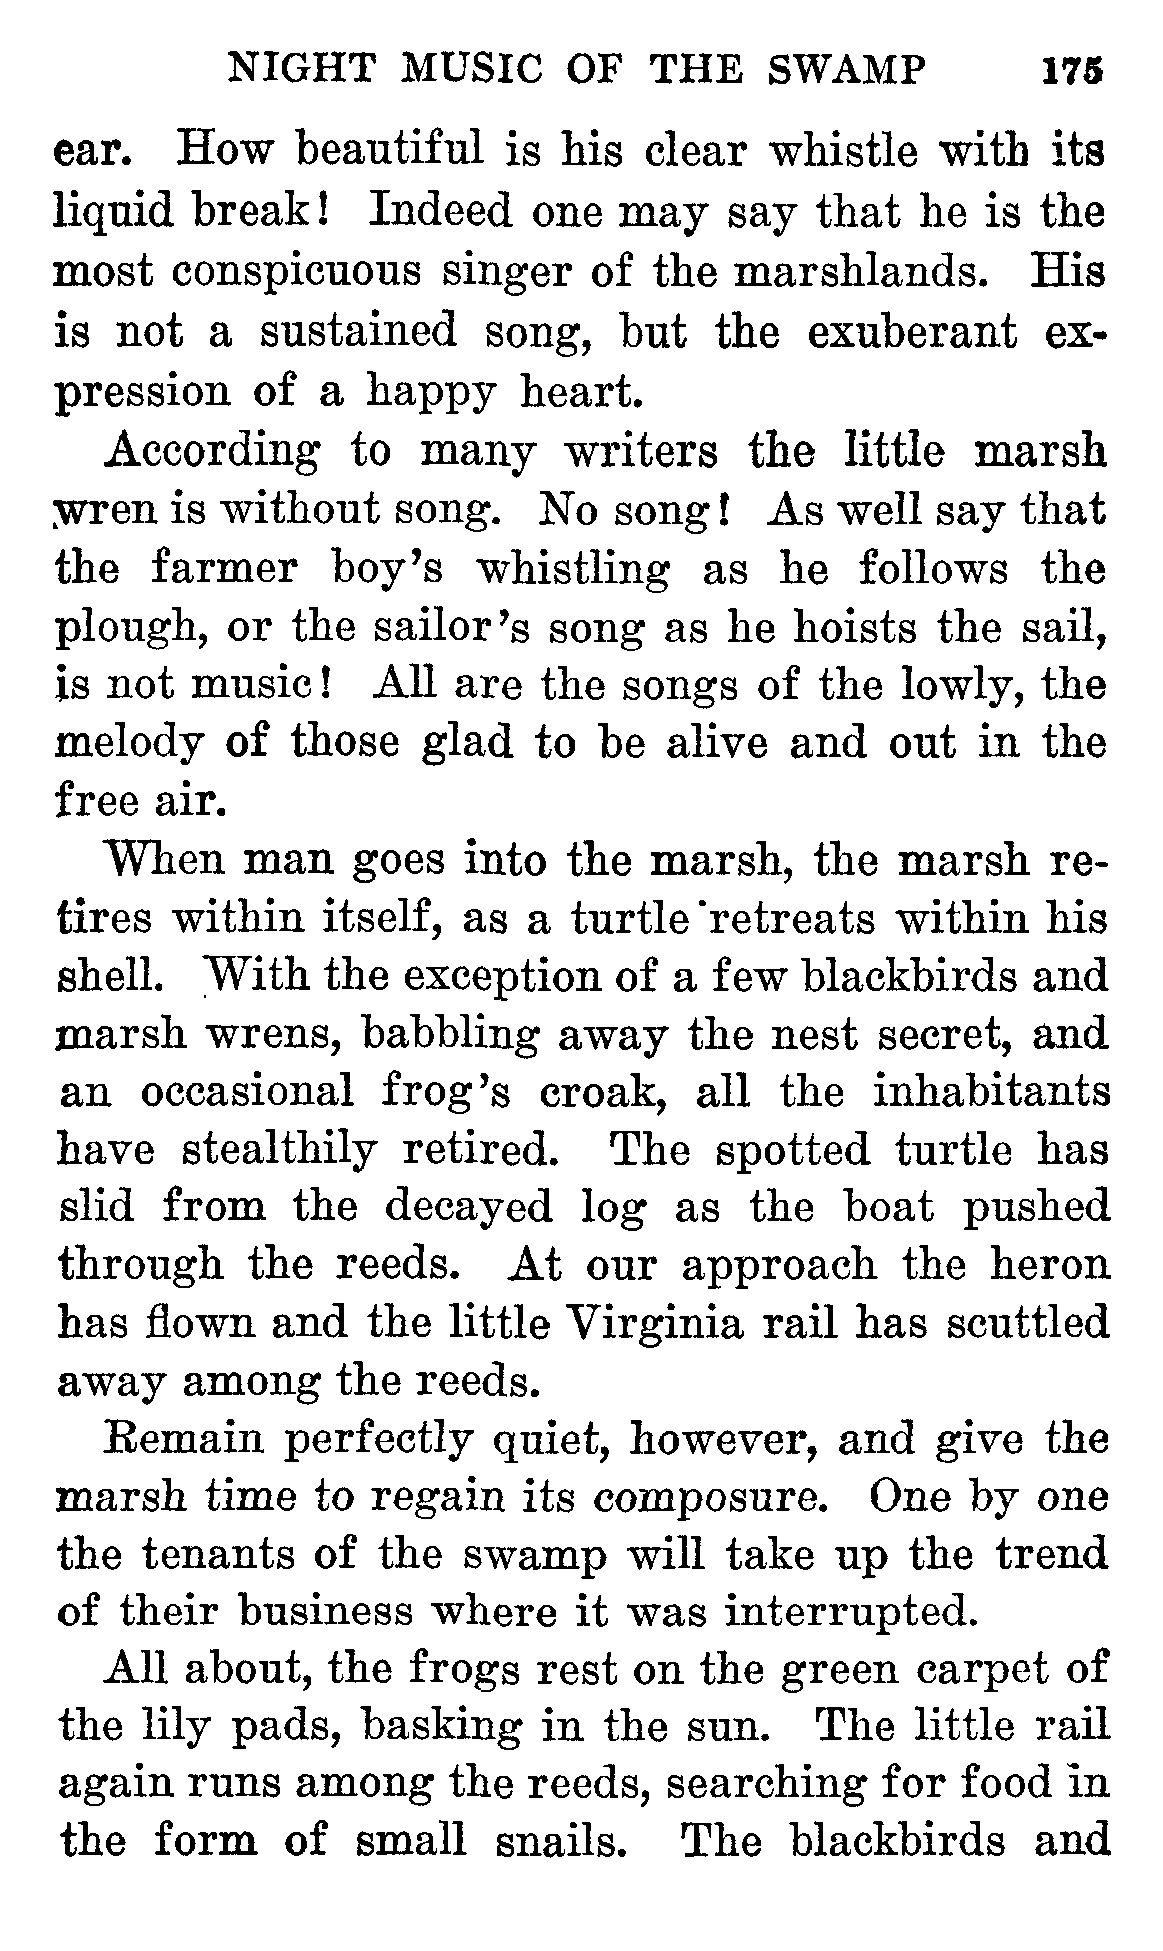 NIGHT MUSIC OF THE SWAMP 175
ear. How beautiful is his clear whistle with its
liquid break! Indeed one may say that he is the
most conspicuous singer of the marshlands. His
is not a sustained song, but the exuberant ex-
pression of a happy heart.
According to many writers the little marsh
wren is without song. No song! As well say that
the farmer boy's whistling as he follows the
plough, or the sailor's song as he hoists the sail,
is not music! All are the songs of the lowly, the
melody of those glad to be alive and out in the
free air.
When man goes into the marsh, the marsh re-
tires within itself, as a turtle retreats within his
shell. With the exception of a few blackbirds and
marsh wrens, babbling away the nest secret, and
an occasional frog's croak, all the inhabitants
have stealthily retired. The spotted turtle has
slid from the decayed log as the boat pushed
through the reeds. At our approach the heron
has flown and the little Virginia rail has scuttled
away among the reeds.
Remain perfectly quiet, however, and give the
marsh time to regain its composure. One by one
the tenants of the swamp will take up the trend
of their business where it was interrupted.
All about, the frogs rest on the green carpet of
the lily pads, basking in the sun. The little rail
again runs among the reeds, searching for food in
the form of small snails. The blackbirds and